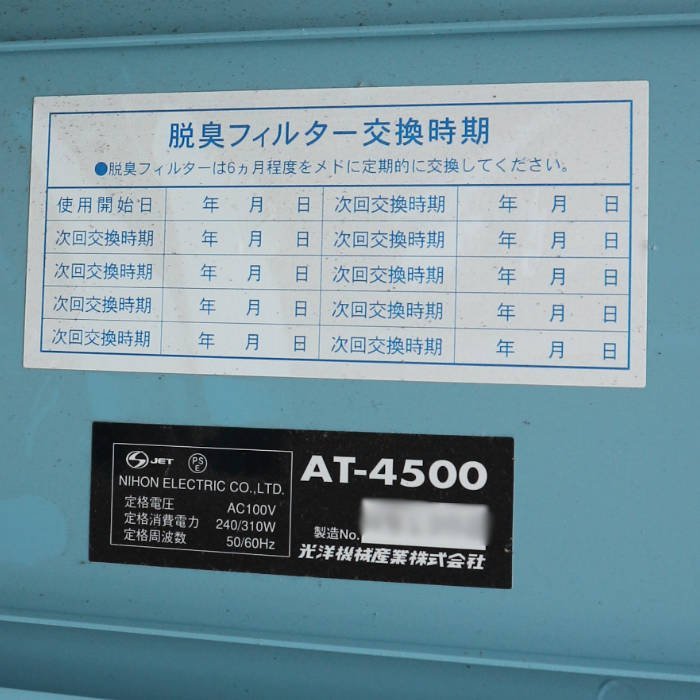 脱臭フィルター交換時期
●脱臭フィルターは6ヵ月程度をメドに定期的に交換してください。
使用開始日 年 月 日 次回交換時期 年 月 日
次回交換時期 年 月 日 次回交換時期 年 月 日
次回交換時期 年 月 日 次回交換時期 年 月 日
次回交換時期 年 月 日 次回交換時期 年 月 日
次回交換時期 年 月 日 次回交換時期 年 月 日
JET PSE
NIHON ELECTRIC CO.,LTD.
定格電圧 AC100V
定格消費電力 240/310W
定格周波数 50/60Hz
AT-4500
製造No.
光洋機械産業株式会社